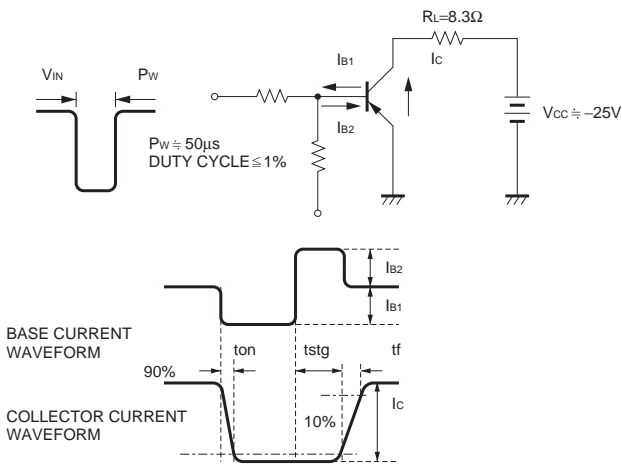 RL=8.3Ω
IB1
IC
VIN
PW
VCC ≒ −25V
PW ≒ 50µs
DUTY CYCLE ≦ 1%
IB2
IB2
IB1
BASE CURRENT
WAVEFORM
ton
tstg
tf
90%
IC
10%
COLLECTOR CURRENT
WAVEFORM